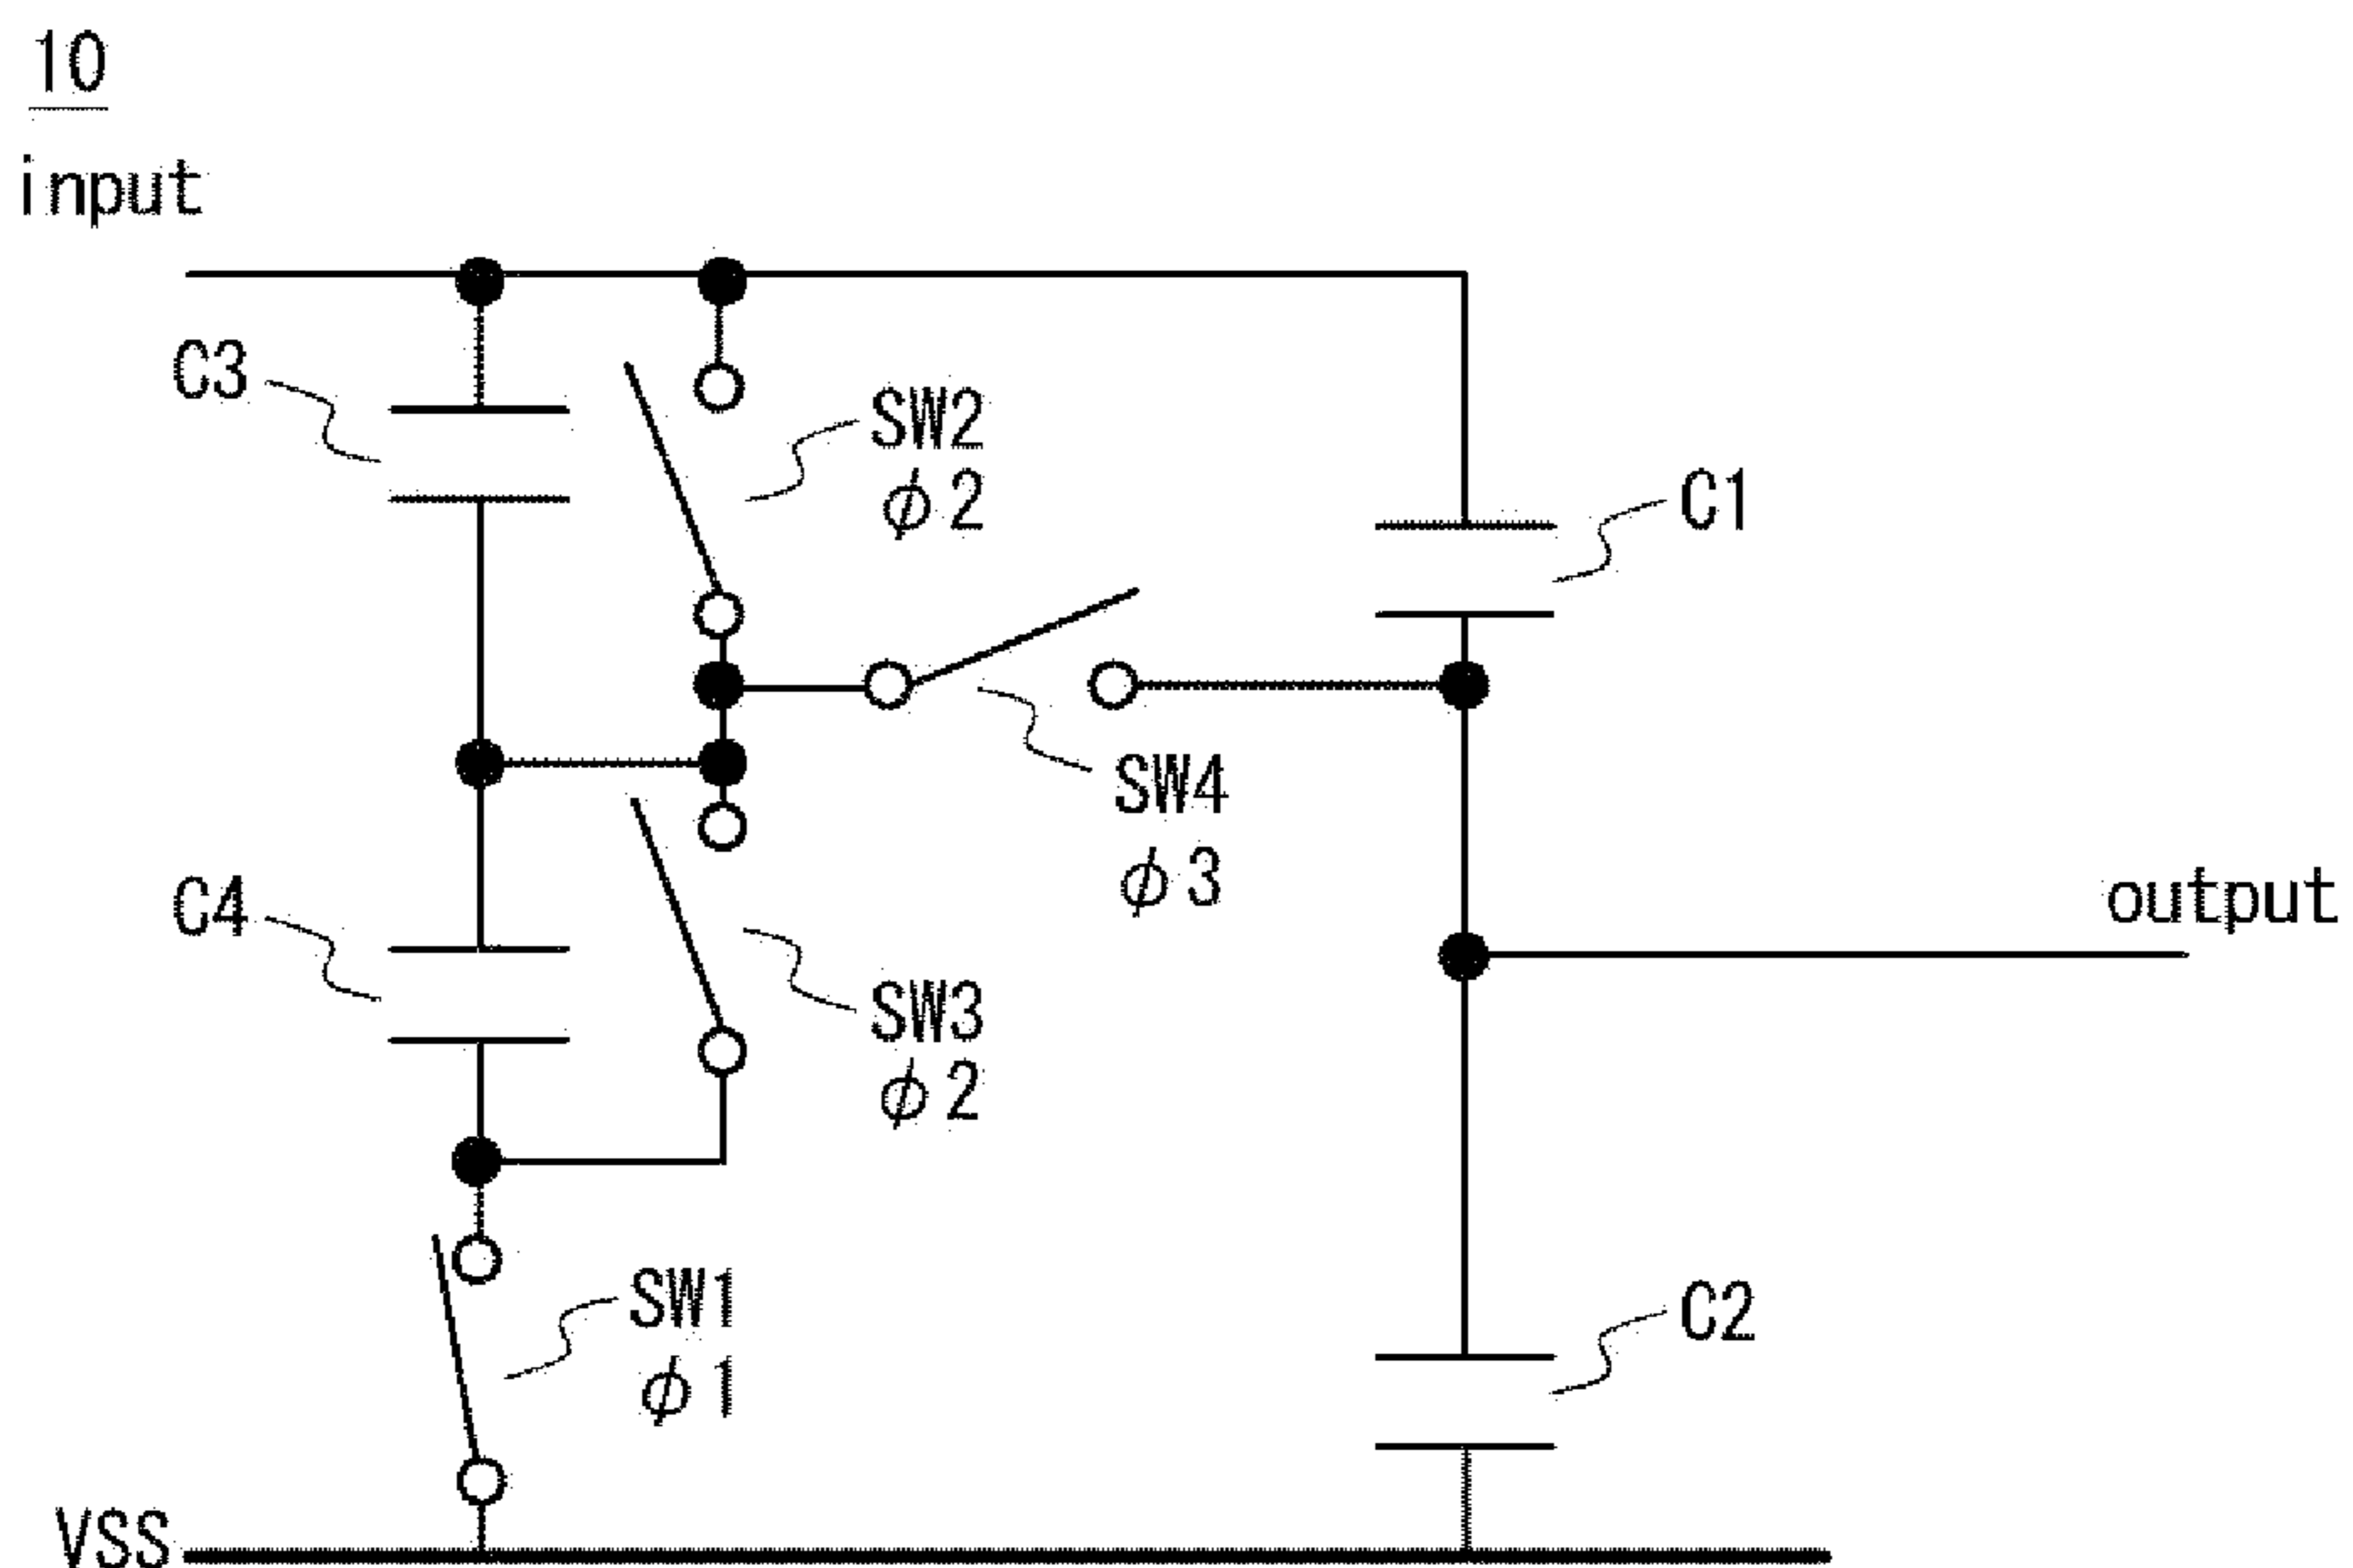 10
input
C3
SW2
φ2
C1
SW4
φ3
C4
output
SW3
φ2
SW1
φ1
C2
VSS